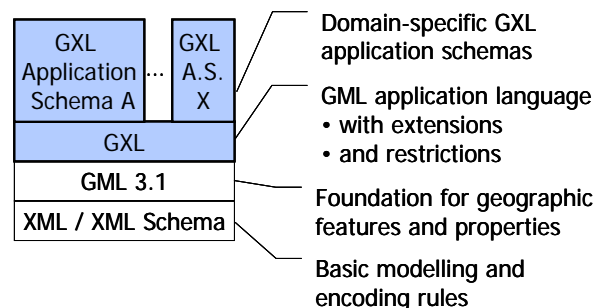 GXL
Application
Schema A
...
GXL
A.S.
X
GXL
GML 3.1
XML / XML Schema
Domain-specific GXL
application schemas
GML application language
• with extensions
• and restrictions
Foundation for geographic
features and properties
Basic modelling and
encoding rules